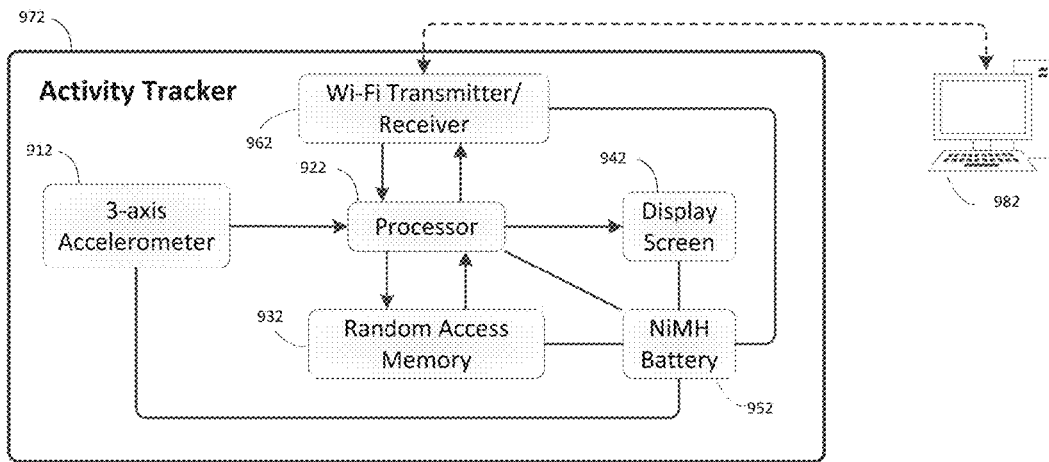 972
Activity Tracker
Wi-Fi Transmitter/
Receiver
962
912
3-axis
Accelerometer
922
Processor
942
Display
Screen
982
932
Random Access
Memory
NiMH
Battery
952